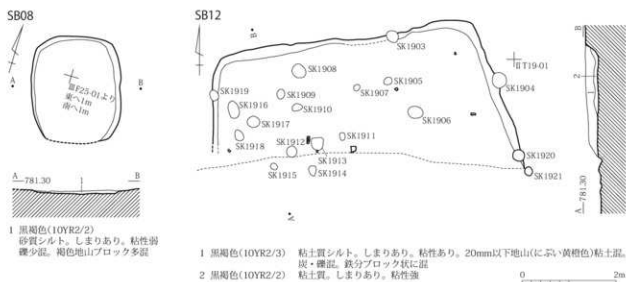 SB08
A
B
ⅢF25-01より
東へ1m
南へ1m
A
781.30
1
B
1 黒褐色(10YR2/2)
砂質シルト。しまりあり。粘性弱
礫少混。褐色地山ブロック多混
SB12
B
SK1903
ⅡT19-01
SK1908
SK1905
SK1907
SK1904
SK1919
SK1909
SK1916
SK1910
SK1906
SK1917
SK1918
SK1912
SK1911
SK1913
SK1920
SK1915
SK1914
SK1921
A
2
1
A
781.30
1 黒褐色(10YR2/3) 粘土質シルト。しまりあり。粘性あり。20mm以下地山(にぶい黄橙色)粘土混。
炭・礫混。鉄分ブロック状に混
2 黒褐色(10YR2/2) 粘土質。しまりあり。粘性強
0 2m